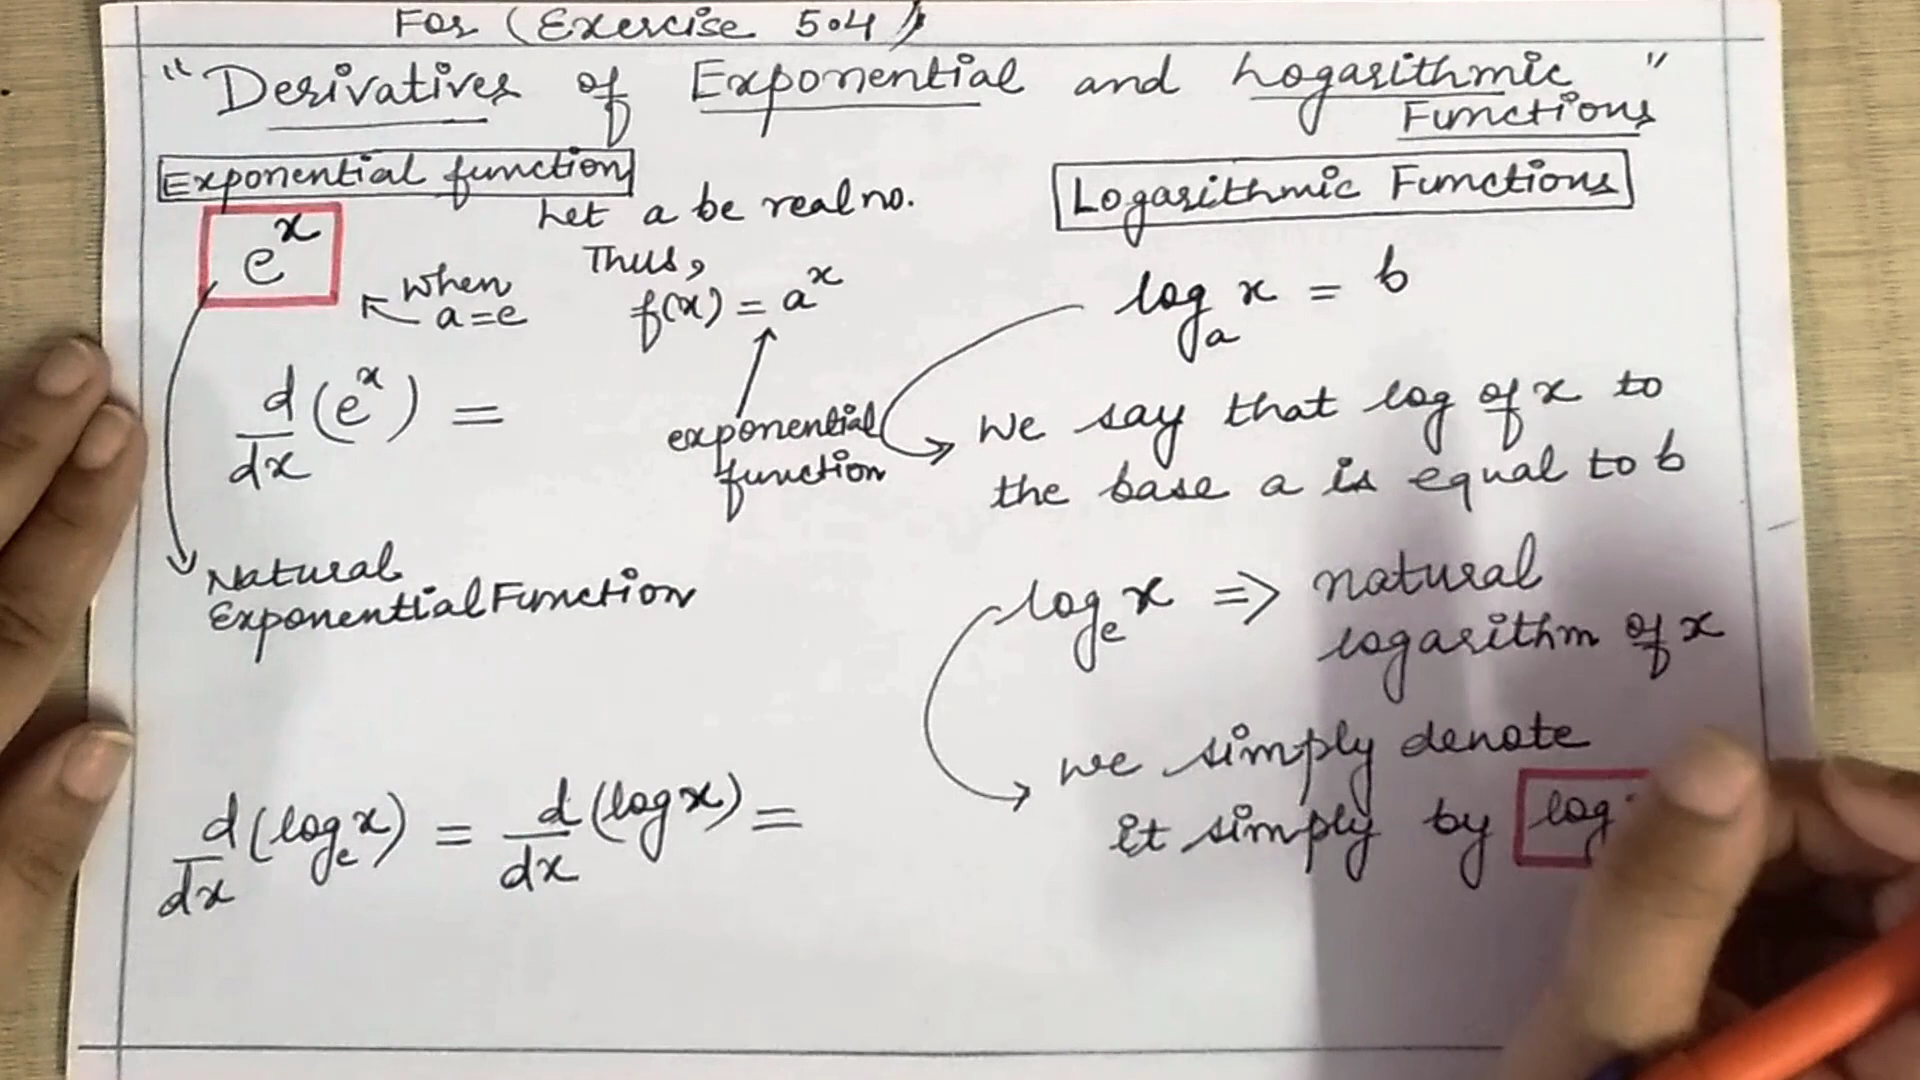 For (Exercise 5.4)
"Derivatives of Exponential and Logarithmic
Functions"
Exponential function
e^x
when
a=e
Let a be real no.
Thus,
f(x) = a^x
exponential
function
d/dx (e^x) =
Natural
Exponential Function
d/dx (log_e x) = d/dx (log x) =
Logarithmic Functions
log_a x = b
We say that log of x to
the base a is equal to b
log_e x => natural
logarithm of x
we simply denote
it simply by log